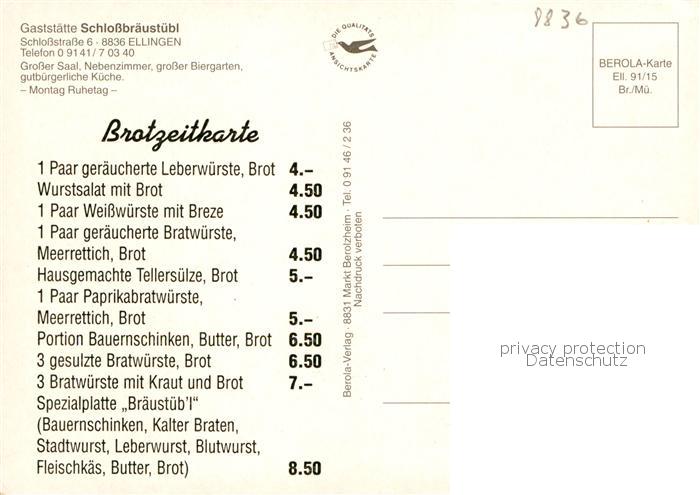 Gaststätte Schloßbräustübl
Schloßstraße 6 · 8836 ELLINGEN
Telefon 0 91 41 / 7 03 40
Großer Saal, Nebenzimmer, großer Biergarten,
gutbürgerliche Küche.
– Montag Ruhetag –
Brotzeitkarte
1 Paar geräucherte Leberwürste, Brot 4.–
Wurstsalat mit Brot 4.50
1 Paar Weißwürste mit Breze 4.50
1 Paar geräucherte Bratwürste,
Meerrettich, Brot 4.50
Hausgemachte Tellersülze, Brot 5.–
1 Paar Paprikabratwürste,
Meerrettich, Brot 5.–
Portion Bauernschinken, Butter, Brot 6.50
3 gesulzte Bratwürste, Brot 6.50
3 Bratwürste mit Kraut und Brot 7.–
Spezialplatte „Bräustüb'l"
(Bauernschinken, Kalter Braten,
Stadtwurst, Leberwurst, Blutwurst,
Fleischkäs, Butter, Brot) 8.50
DIE QUALITÄTS
ANSICHTSKARTE
Berola-Verlag · 8831 Markt Berolzheim · Tel. 0 91 46 / 2 36
Nachdruck verboten
8836
BEROLA-Karte
Ell. 91/15
Br./Mü.
privacy protection
Datenschutz